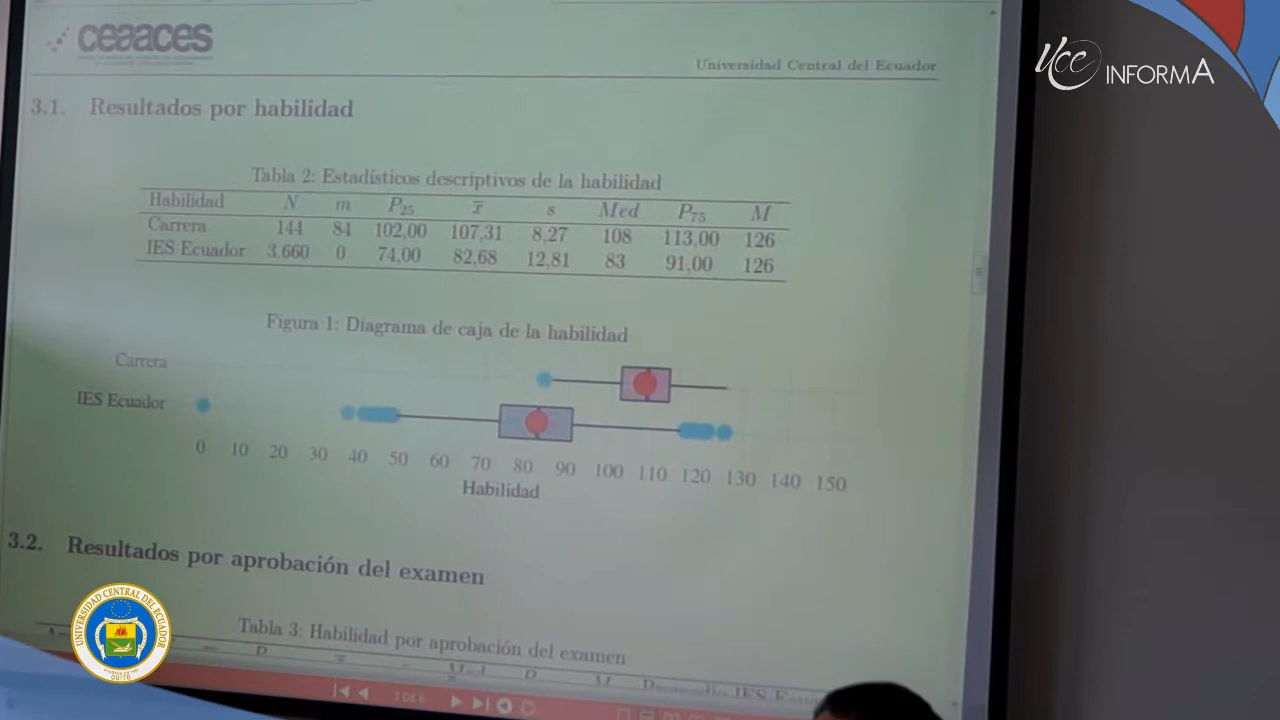 ceaaces
Universidad Central del Ecuador
UCC INFORMA
3.1. Resultados por habilidad
Tabla 2: Estadísticos descriptivos de la habilidad
Habilidad N m P25 x̅ s Med P75 M
Carrera 144 84 102,00 107,31 8,27 108 113,00 126
IES Ecuador 3.660 0 74,00 82,68 12,81 83 91,00 126
Figura 1: Diagrama de caja de la habilidad
Carrera
IES Ecuador
0 10 20 30 40 50 60 70 80 90 100 110 120 130 140 150
Habilidad
3.2. Resultados por aprobación del examen
Tabla 3: Habilidad por aprobación del examen
UNIVERSIDAD CENTRAL DEL ECUADOR
QUITO